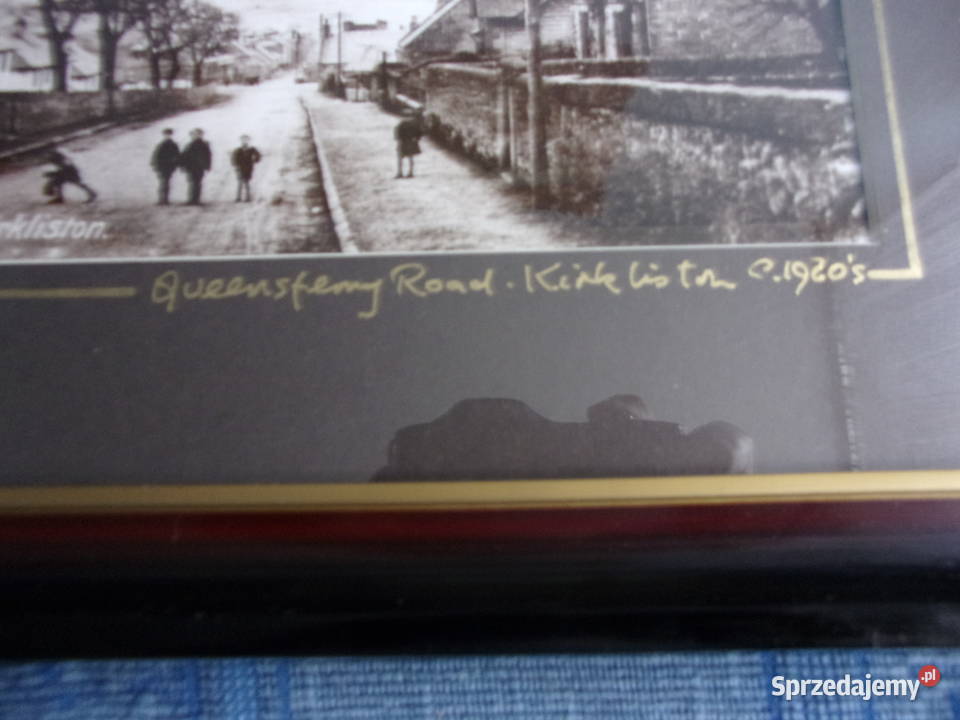 rkliston.
Queensferry Road. Kirkliston C.1920's
Sprzedajemy.pl